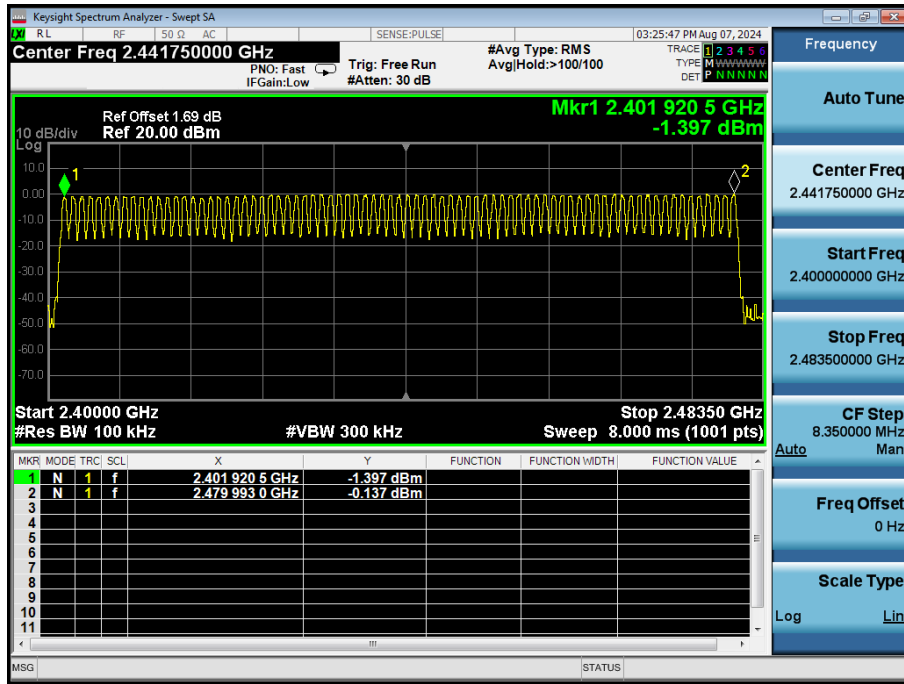 Keysight Spectrum Analyzer - Swept SA
LXI RL RF 50 Ω AC SENSE:PULSE 03:25:47 PM Aug 07, 2024
Center Freq 2.441750000 GHz
PNO: Fast
IFGain:Low
Trig: Free Run
#Atten: 30 dB
#Avg Type: RMS
Avg|Hold:>100/100
TRACE 1 2 3 4 5 6
TYPE M WWWWW
DET P N N N N N
Ref Offset 1.69 dB
10 dB/div Ref 20.00 dBm
Log
Mkr1 2.401 920 5 GHz
-1.397 dBm
10.0
0.00
-10.0
-20.0
-30.0
-40.0
-50.0
-60.0
-70.0
1
2
Start 2.40000 GHz Stop 2.48350 GHz
#Res BW 100 kHz #VBW 300 kHz Sweep 8.000 ms (1001 pts)
MKR MODE TRC SCL X Y FUNCTION FUNCTION WIDTH FUNCTION VALUE
1 N 1 f 2.401 920 5 GHz -1.397 dBm
2 N 1 f 2.479 993 0 GHz -0.137 dBm
3
4
5
6
7
8
9
10
11
MSG STATUS
Frequency
Auto Tune
Center Freq
2.441750000 GHz
Start Freq
2.400000000 GHz
Stop Freq
2.483500000 GHz
CF Step
8.350000 MHz
Auto Man
Freq Offset
0 Hz
Scale Type
Log Lin